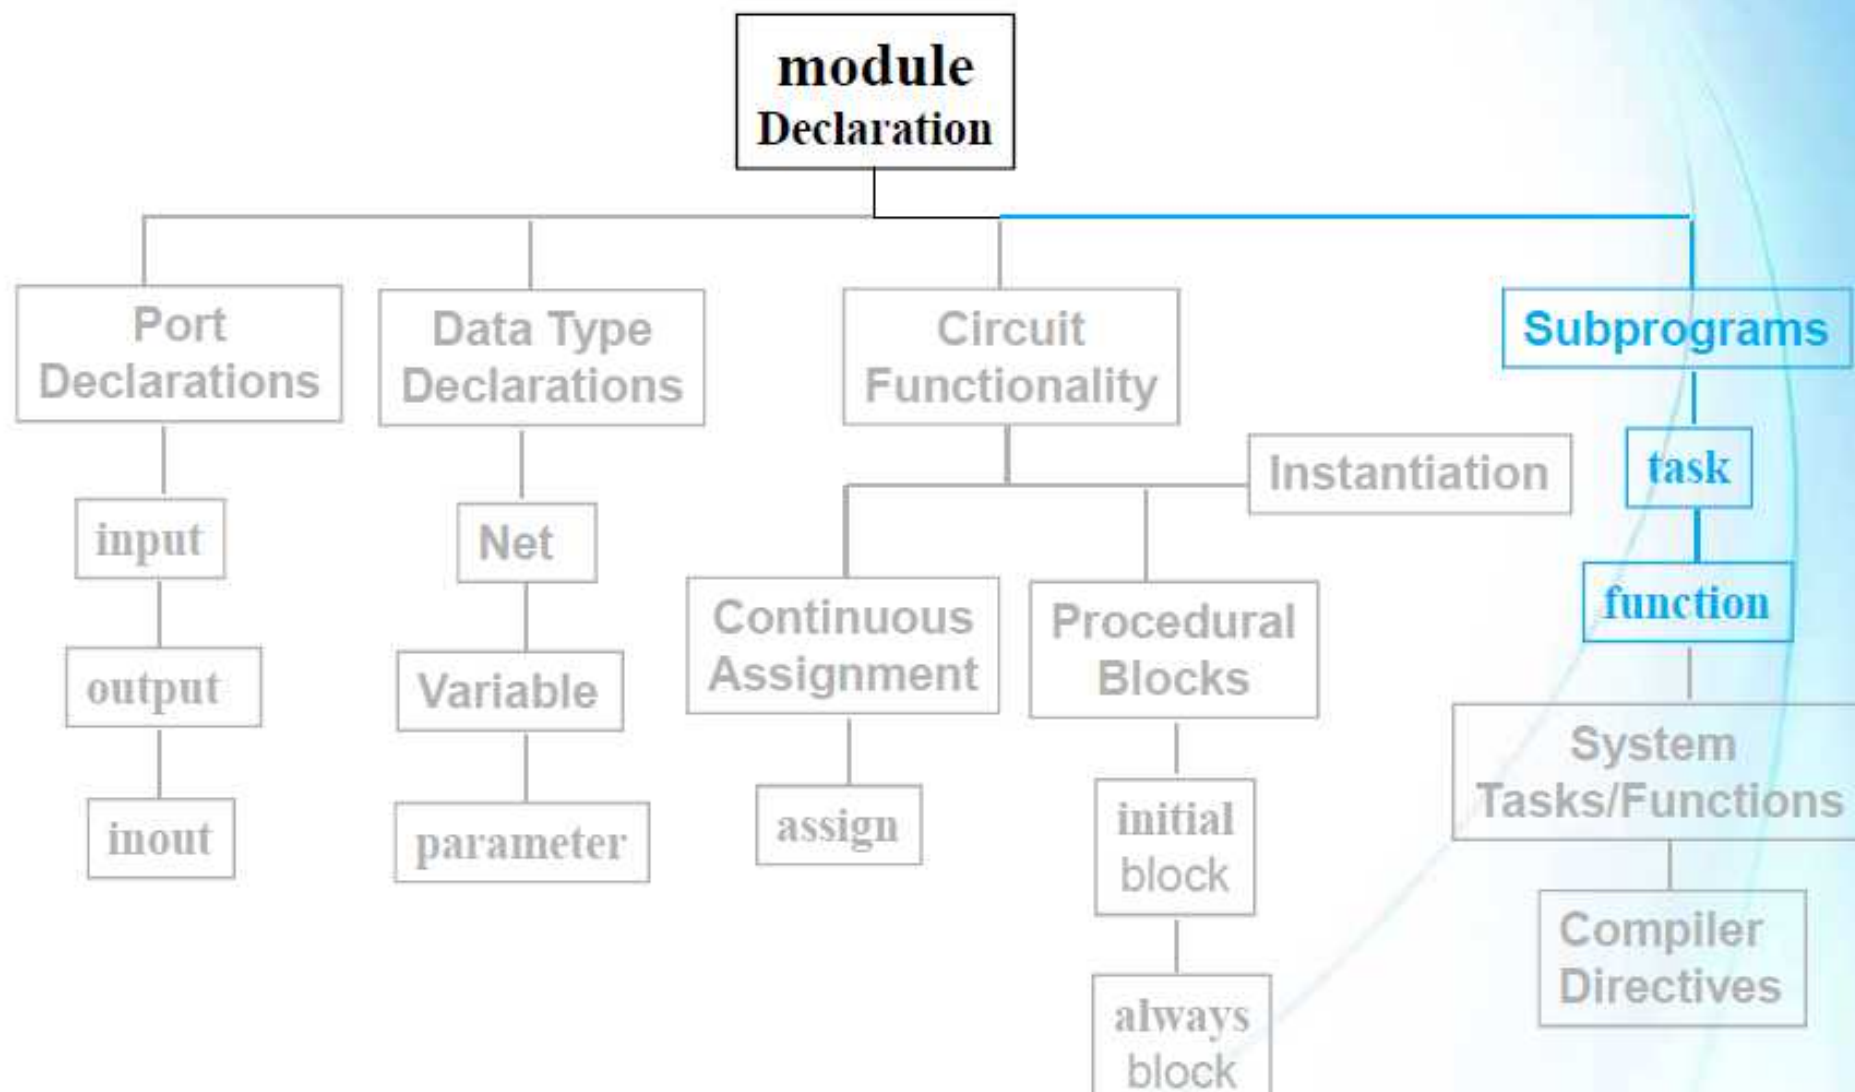 module
Declaration
Port
Declarations
input
output
inout
Data Type
Declarations
Net
Variable
parameter
Circuit
Functionality
Instantiation
Continuous
Assignment
assign
Procedural
Blocks
initial
block
always
block
Subprograms
task
function
System
Tasks/Functions
Compiler
Directives